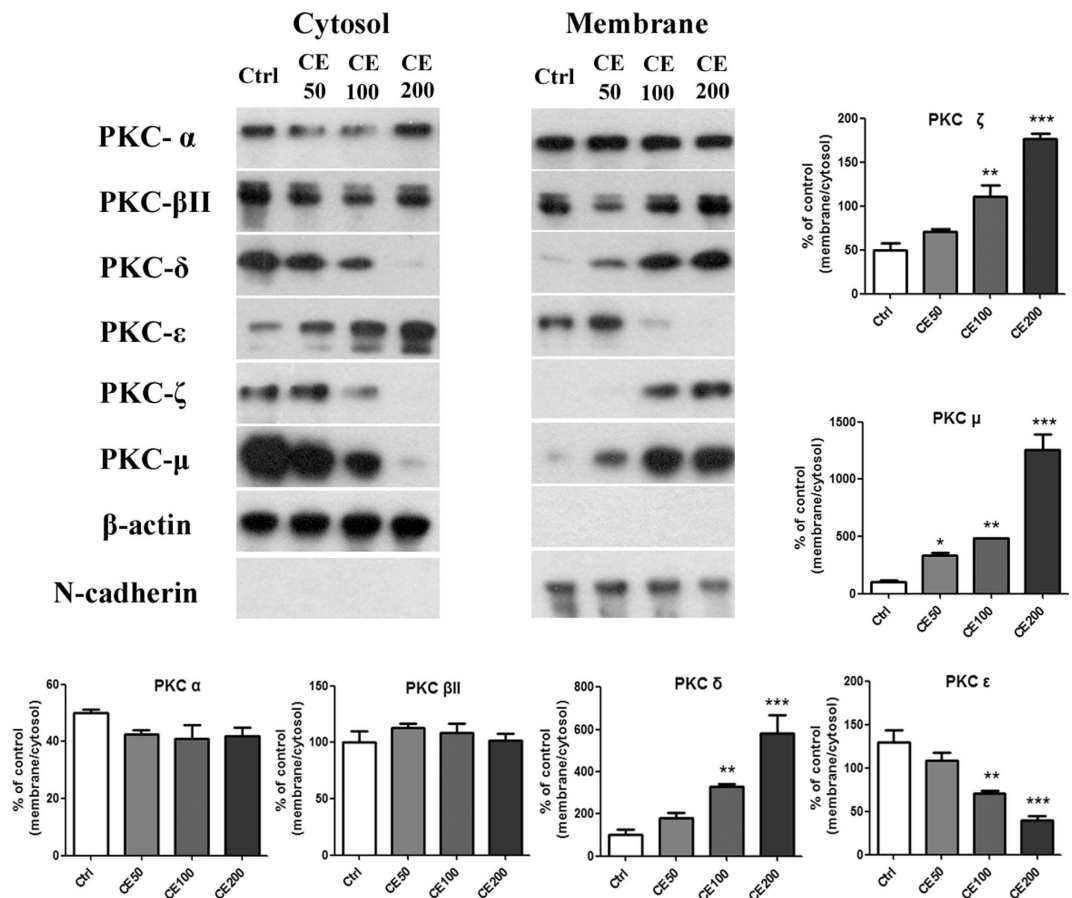 Cytosol
Membrane
Ctrl CE 50 CE 100 CE 200
Ctrl CE 50 CE 100 CE 200
PKC- α
PKC-βII
PKC-δ
PKC-ε
PKC-ζ
PKC-μ
β-actin
N-cadherin
PKC ζ
% of control
(membrane/cytosol)
200
150
100
50
0
**
***
Ctrl CE50 CE100 CE200
PKC μ
% of control
(membrane/cytosol)
1500
1000
500
0
*
**
***
Ctrl CE50 CE100 CE200
PKC α
% of control
(membrane/cytosol)
60
40
20
0
Ctrl CE50 CE100 CE200
PKC βII
% of control
(membrane/cytosol)
150
100
50
0
Ctrl CE50 CE100 CE200
PKC δ
% of control
(membrane/cytosol)
800
600
400
200
0
**
***
Ctrl CE50 CE100 CE200
PKC ε
% of control
(membrane/cytosol)
200
150
100
50
0
**
***
Ctrl CE50 CE100 CE200